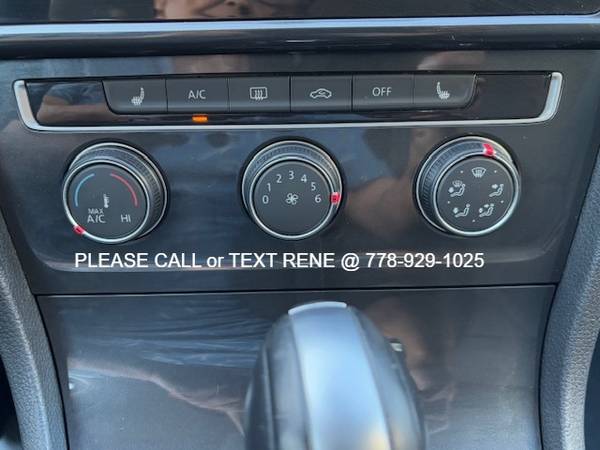 A/C
OFF
0 1 2 3 4 5 6
MAX
A/C HI
PLEASE CALL or TEXT RENE @ 778-929-1025